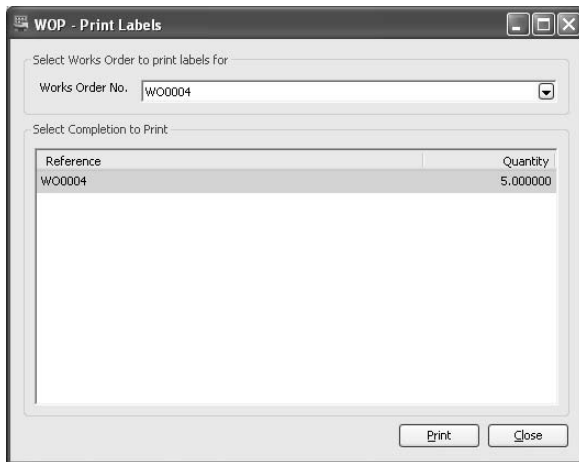 WOP - Print Labels
Select Works Order to print labels for
Works Order No. WO0004
Select Completion to Print
Reference Quantity
WO0004 5.000000
Print Close